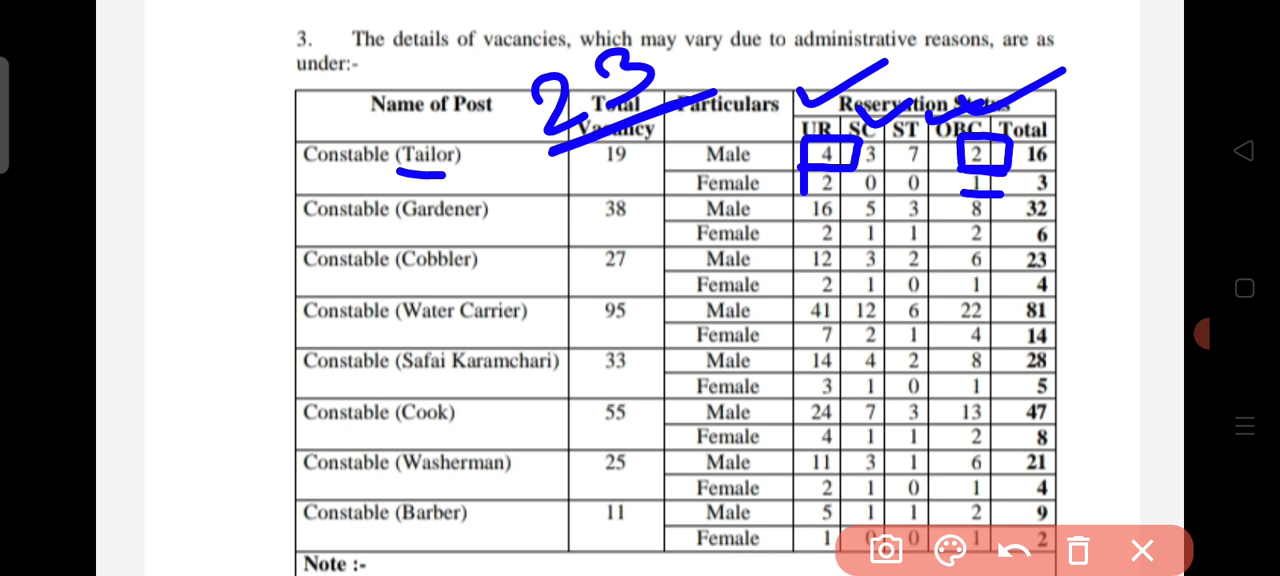 3. The details of vacancies, which may vary due to administrative reasons, are as
under:-
23
Name of Post Total Vacancy Particulars Reservation Status
UR SC ST OBC Total
Constable (Tailor) 19 Male 4 3 7 2 16
Female 2 0 0 1 3
Constable (Gardener) 38 Male 16 5 3 8 32
Female 2 1 1 2 6
Constable (Cobbler) 27 Male 12 3 2 6 23
Female 2 1 0 1 4
Constable (Water Carrier) 95 Male 41 12 6 22 81
Female 7 2 1 4 14
Constable (Safai Karamchari) 33 Male 14 4 2 8 28
Female 3 1 0 1 5
Constable (Cook) 55 Male 24 7 3 13 47
Female 4 1 1 2 8
Constable (Washerman) 25 Male 11 3 1 6 21
Female 2 1 0 1 4
Constable (Barber) 11 Male 5 1 1 2 9
Female 1 0 0 1 2
Note :-